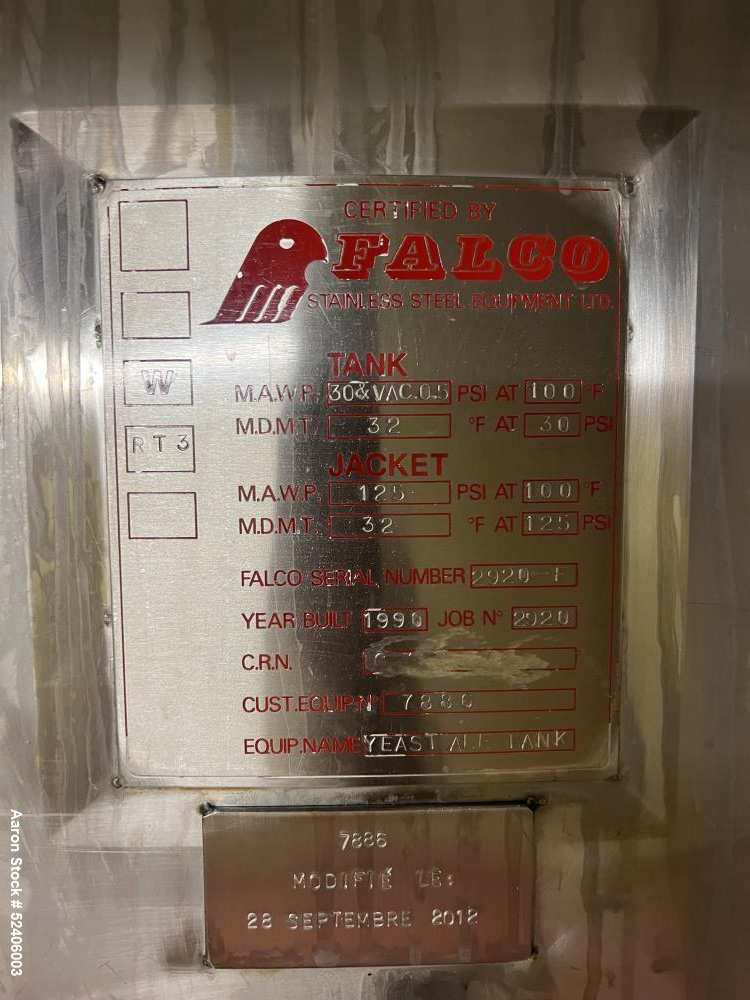 CERTIFIED BY
FALCO
STAINLESS STEEL EQUIPMENT LTD.
TANK
W
M.A.W.P. 30&VAC.0.5 PSI AT 100 °F
M.D.M.T. 32 °F AT 30 PSI
RT3
JACKET
M.A.W.P. 125 PSI AT 100 °F
M.D.M.T. 32 °F AT 125 PSI
FALCO SERIAL NUMBER 2920-F
YEAR BUILT 1990 JOB N° 2920
C.R.N.
CUST.EQUIP.N° 7886
EQUIP.NAME YEAST ALE TANK
7886
MODIFIÉ LE:
28 SEPTEMBRE 2012
Aaron Stock # 52406003